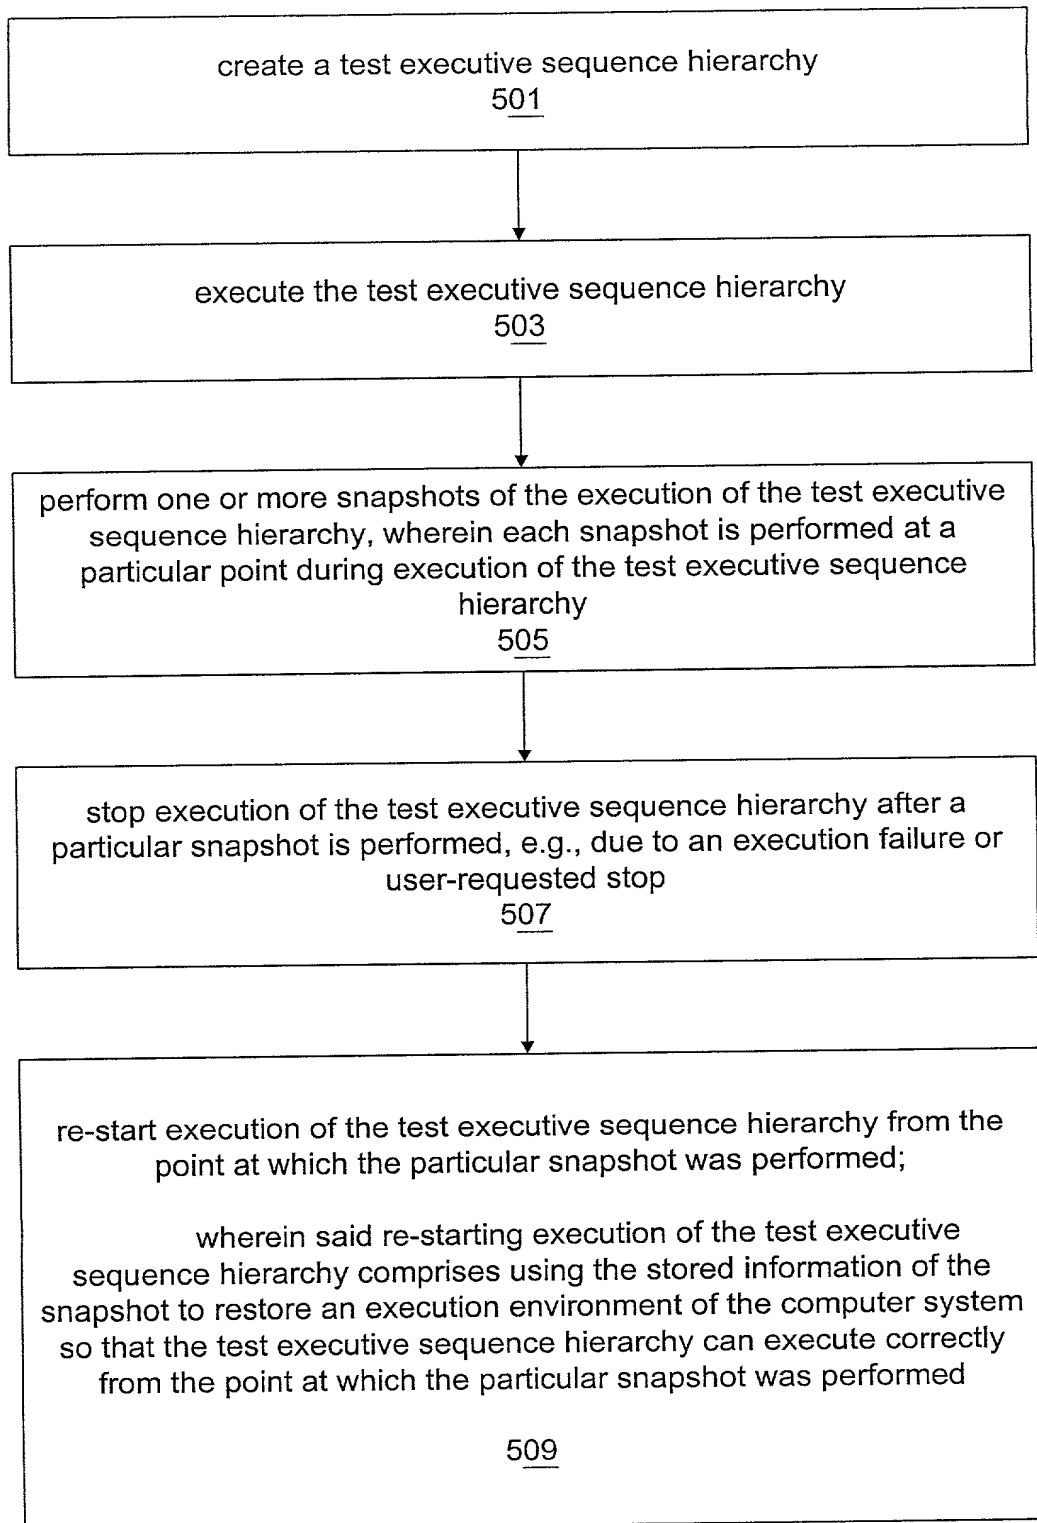 create a test executive sequence hierarchy
501
execute the test executive sequence hierarchy
503
perform one or more snapshots of the execution of the test executive
sequence hierarchy, wherein each snapshot is performed at a
particular point during execution of the test executive sequence
hierarchy
505
stop execution of the test executive sequence hierarchy after a
particular snapshot is performed, e.g., due to an execution failure or
user-requested stop
507
re-start execution of the test executive sequence hierarchy from the
point at which the particular snapshot was performed;
wherein said re-starting execution of the test executive
sequence hierarchy comprises using the stored information of the
snapshot to restore an execution environment of the computer system
so that the test executive sequence hierarchy can execute correctly
from the point at which the particular snapshot was performed
509